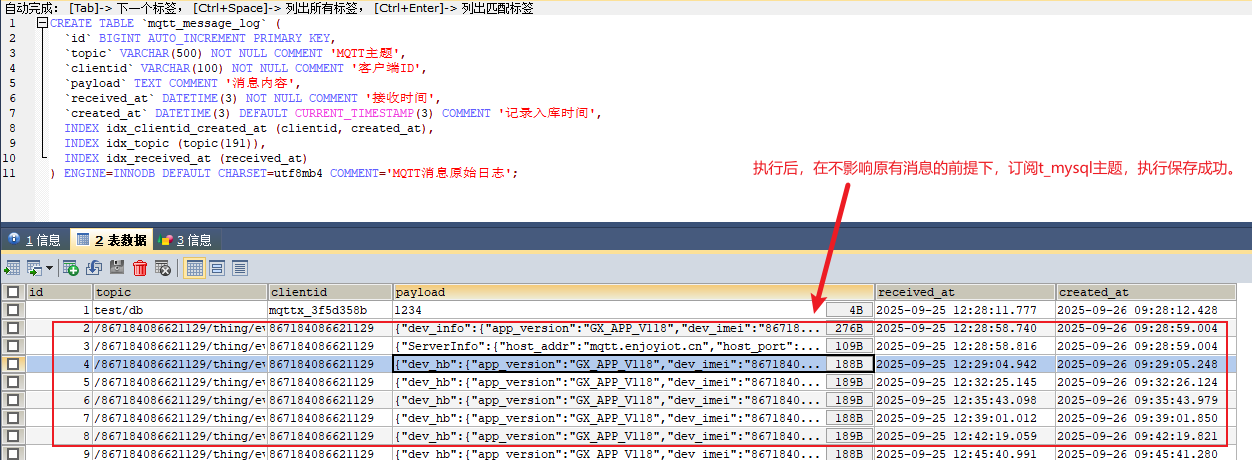 自动完成: [Tab]-> 下一个标签, [Ctrl+Space]-> 列出所有标签, [Ctrl+Enter]-> 列出匹配标签
1 CREATE TABLE `mqtt_message_log` (
2 `id` BIGINT AUTO_INCREMENT PRIMARY KEY,
3 `topic` VARCHAR(500) NOT NULL COMMENT 'MQTT主题',
4 `clientid` VARCHAR(100) NOT NULL COMMENT '客户端ID',
5 `payload` TEXT COMMENT '消息内容',
6 `received_at` DATETIME(3) NOT NULL COMMENT '接收时间',
7 `created_at` DATETIME(3) DEFAULT CURRENT_TIMESTAMP(3) COMMENT '记录入库时间',
8 INDEX idx_clientid_created_at (clientid, created_at),
9 INDEX idx_topic (topic(191)),
10 INDEX idx_received_at (received_at)
11 ) ENGINE=INNODB DEFAULT CHARSET=utf8mb4 COMMENT='MQTT消息原始日志';
执行后，在不影响原有消息的前提下，订阅t_mysql主题，执行保存成功。
1 信息 2 表数据 3 信息
id topic clientid payload received_at created_at
1 test/db mqttx_3f5d358b 1234 4B 2025-09-25 12:28:11.777 2025-09-26 09:28:12.428
2 /867184086621129/thing/ev 867184086621129 {"dev_info":{"app_version":"GX_APP_V118","dev_imei":"86718... 276B 2025-09-25 12:28:58.740 2025-09-26 09:28:59.004
3 /867184086621129/thing/ev 867184086621129 {"ServerInfo":{"host_addr":"mqtt.enjoyiot.cn","host_port":... 109B 2025-09-25 12:28:58.816 2025-09-26 09:28:59.004
4 /867184086621129/thing/ev 867184086621129 {"dev_hb":{"app_version":"GX_APP_V118","dev_imei":"8671840... 188B 2025-09-25 12:29:04.942 2025-09-26 09:29:05.248
5 /867184086621129/thing/ev 867184086621129 {"dev_hb":{"app_version":"GX_APP_V118","dev_imei":"8671840... 189B 2025-09-25 12:32:25.145 2025-09-26 09:32:26.124
6 /867184086621129/thing/ev 867184086621129 {"dev_hb":{"app_version":"GX_APP_V118","dev_imei":"8671840... 189B 2025-09-25 12:35:43.098 2025-09-26 09:35:43.979
7 /867184086621129/thing/ev 867184086621129 {"dev_hb":{"app_version":"GX_APP_V118","dev_imei":"8671840... 188B 2025-09-25 12:39:01.012 2025-09-26 09:39:01.850
8 /867184086621129/thing/ev 867184086621129 {"dev_hb":{"app_version":"GX_APP_V118","dev_imei":"8671840... 189B 2025-09-25 12:42:19.059 2025-09-26 09:42:19.821
9 /867184086621129/thing/ev 867184086621129 {"dev_hb":{"app_version":"GX_APP_V118","dev_imei":"8671840... 188B 2025-09-25 12:45:40.991 2025-09-26 09:45:41.280